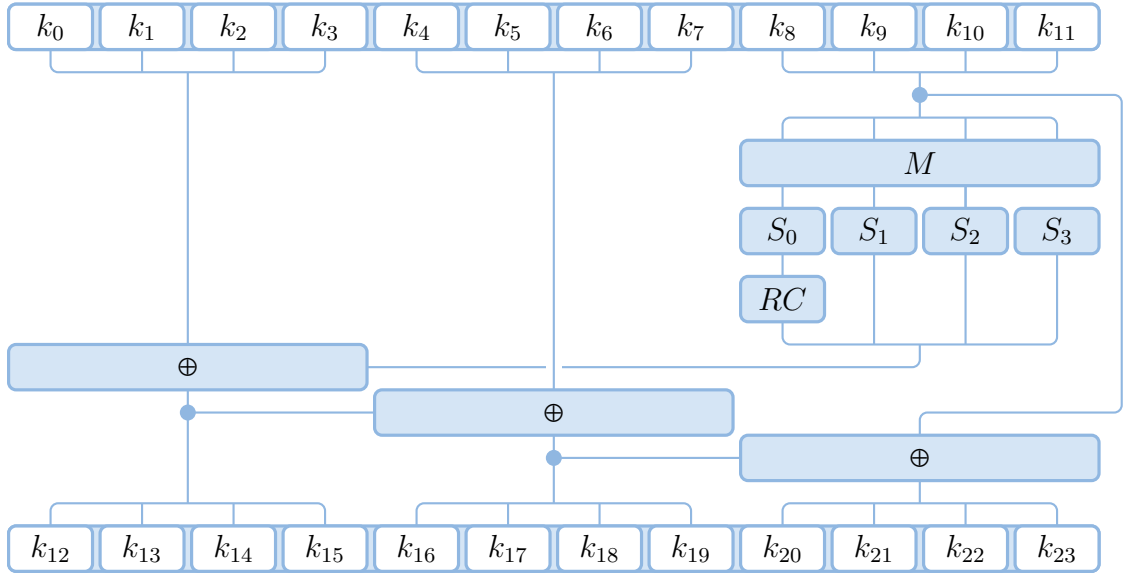 k₀ k₁ k₂ k₃ k₄ k₅ k₆ k₇ k₈ k₉ k₁₀ k₁₁
M
S₀ S₁ S₂ S₃
RC
⊕
⊕
⊕
k₁₂ k₁₃ k₁₄ k₁₅ k₁₆ k₁₇ k₁₈ k₁₉ k₂₀ k₂₁ k₂₂ k₂₃